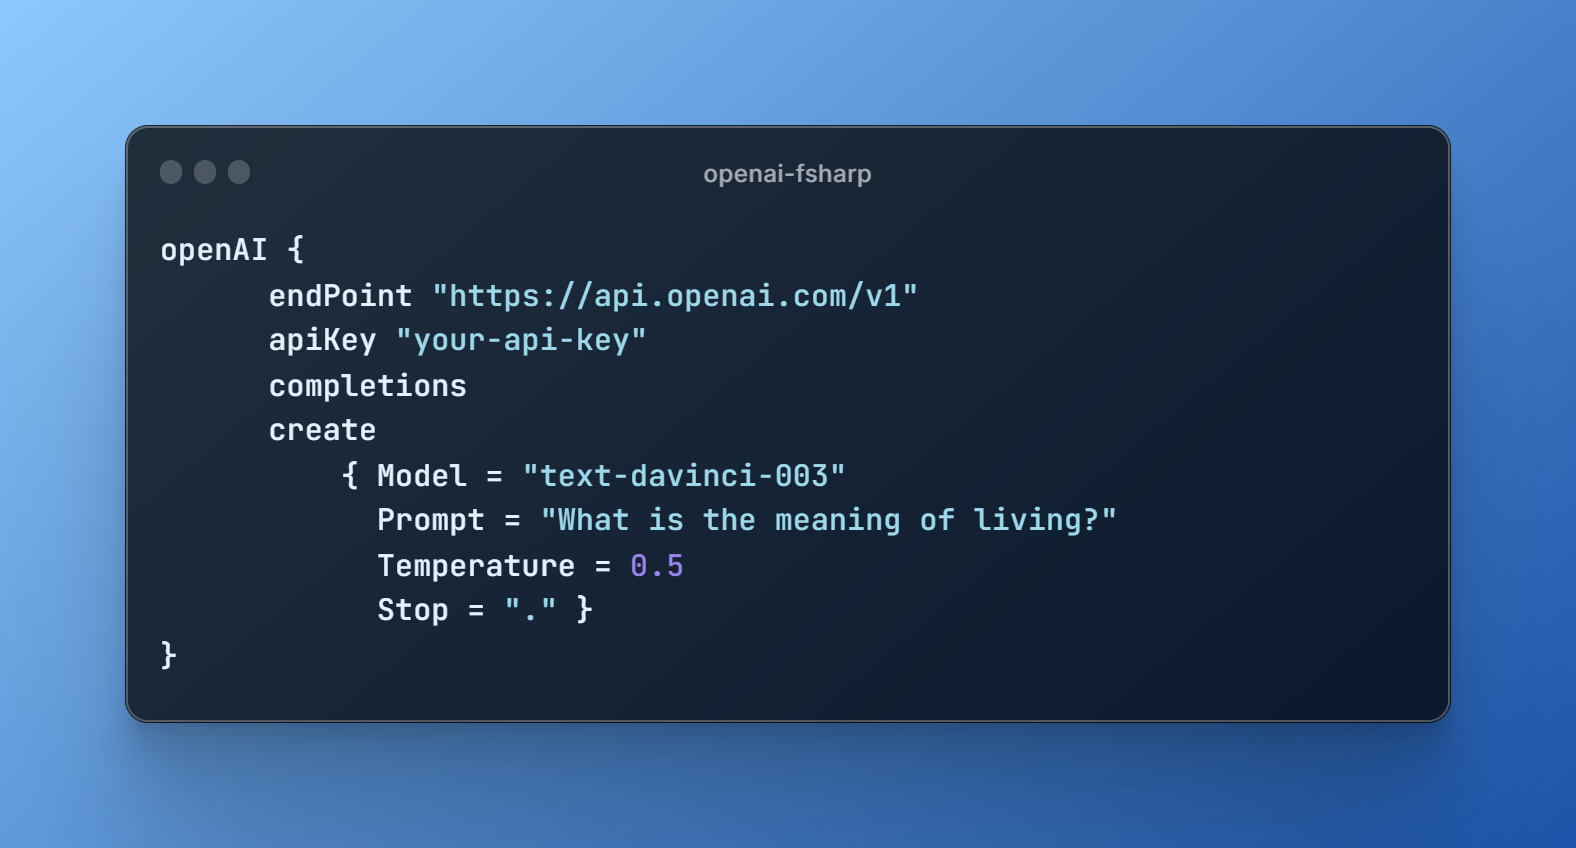 openai-fsharp
openAI {
      endPoint "https://api.openai.com/v1"
      apiKey "your-api-key"
      completions
      create
          { Model = "text-davinci-003"
            Prompt = "What is the meaning of living?"
            Temperature = 0.5
            Stop = "." }
}